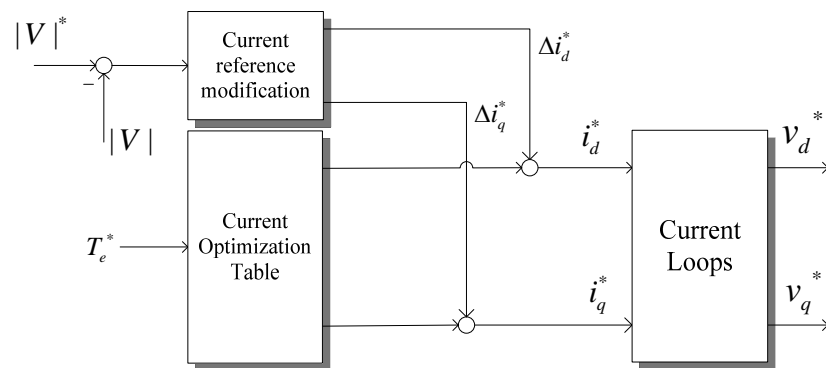 |V|*
−
|V|
Current
reference
modification
Δi_d^*
Δi_q^*
T_e^*
Current
Optimization
Table
i_d^*
i_q^*
Current
Loops
v_d^*
v_q^*